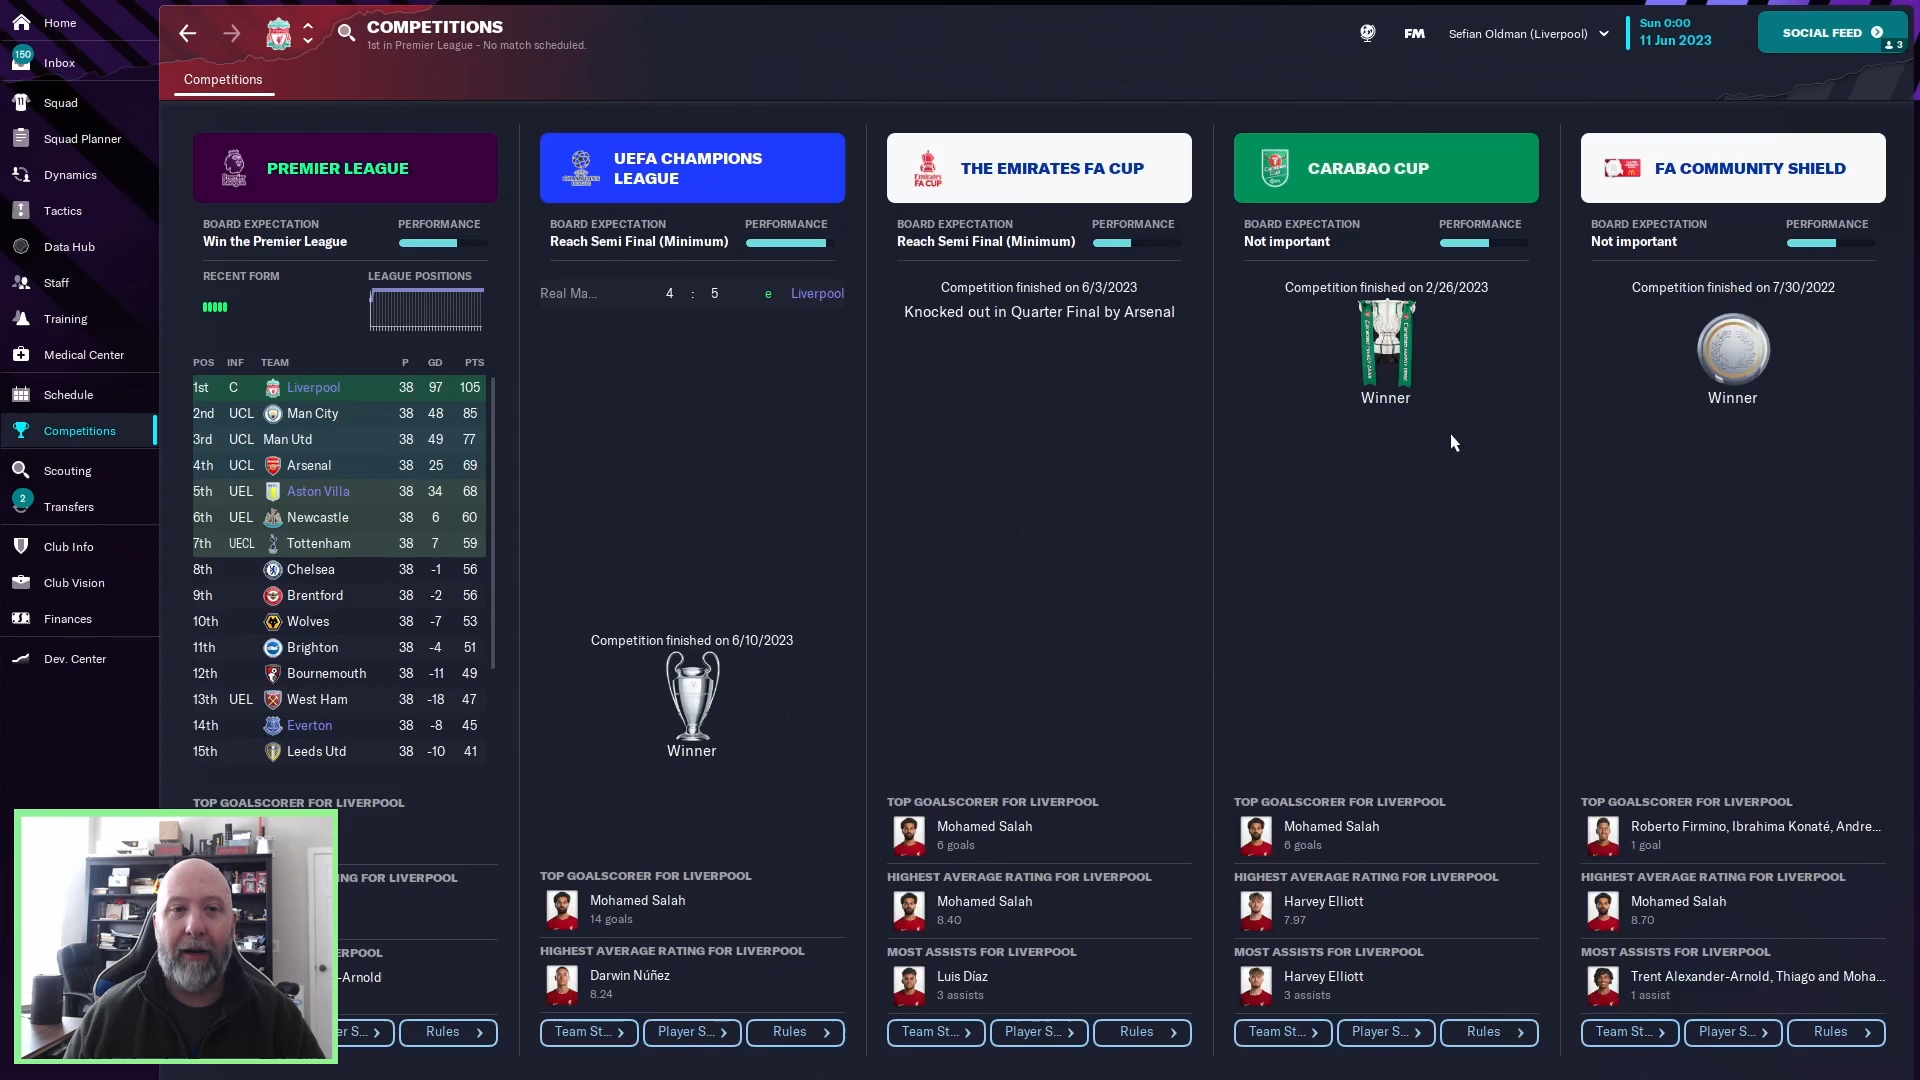 Home
150
Inbox
Squad
Squad Planner
Dynamics
Tactics
Data Hub
Staff
Training
Medical Center
Schedule
Competitions
Scouting
2
Transfers
Club Info
Club Vision
Finances
Dev. Center
COMPETITIONS
1st in Premier League - No match scheduled.
FM
Sefian Oldman (Liverpool)
Sun 0:00
11 Jun 2023
SOCIAL FEED
3
Competitions
PREMIER LEAGUE
BOARD EXPECTATION PERFORMANCE
Win the Premier League
RECENT FORM LEAGUE POSITIONS
POS INF TEAM P GD PTS
1st C Liverpool 38 97 105
2nd UCL Man City 38 48 85
3rd UCL Man Utd 38 49 77
4th UCL Arsenal 38 25 69
5th UEL Aston Villa 38 34 68
6th UEL Newcastle 38 6 60
7th UECL Tottenham 38 7 59
8th Chelsea 38 -1 56
9th Brentford 38 -2 56
10th Wolves 38 -7 53
11th Brighton 38 -4 51
12th Bournemouth 38 -11 49
13th UEL West Ham 38 -18 47
14th Everton 38 -8 45
15th Leeds Utd 38 -10 41
TOP GOALSCORER FOR LIVERPOOL
ING FOR LIVERPOOL
ERPOOL
-Arnold
er S... Rules
UEFA CHAMPIONS
LEAGUE
BOARD EXPECTATION PERFORMANCE
Reach Semi Final (Minimum)
Real Ma... 4 : 5 e Liverpool
Competition finished on 6/10/2023
Winner
TOP GOALSCORER FOR LIVERPOOL
Mohamed Salah
14 goals
HIGHEST AVERAGE RATING FOR LIVERPOOL
Darwin Núñez
8.24
Team St... Player S... Rules
Emirates
FA CUP
THE EMIRATES FA CUP
BOARD EXPECTATION PERFORMANCE
Reach Semi Final (Minimum)
Competition finished on 6/3/2023
Knocked out in Quarter Final by Arsenal
TOP GOALSCORER FOR LIVERPOOL
Mohamed Salah
6 goals
HIGHEST AVERAGE RATING FOR LIVERPOOL
Mohamed Salah
8.40
MOST ASSISTS FOR LIVERPOOL
Luis Díaz
3 assists
Team St... Player S... Rules
CARABAO CUP
BOARD EXPECTATION PERFORMANCE
Not important
Competition finished on 2/26/2023
Winner
TOP GOALSCORER FOR LIVERPOOL
Mohamed Salah
6 goals
HIGHEST AVERAGE RATING FOR LIVERPOOL
Harvey Elliott
7.97
MOST ASSISTS FOR LIVERPOOL
Harvey Elliott
3 assists
Team St... Player S... Rules
FA COMMUNITY SHIELD
BOARD EXPECTATION PERFORMANCE
Not important
Competition finished on 7/30/2022
Winner
TOP GOALSCORER FOR LIVERPOOL
Roberto Firmino, Ibrahima Konaté, Andre...
1 goal
HIGHEST AVERAGE RATING FOR LIVERPOOL
Mohamed Salah
8.70
MOST ASSISTS FOR LIVERPOOL
Trent Alexander-Arnold, Thiago and Moha...
1 assist
Team St... Player S... Rules